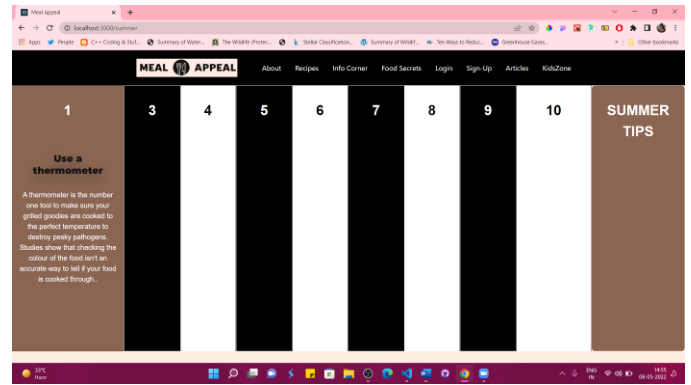 Meal Appeal
localhost:3000/summer
Apps
YouTube
C++ Coding &
Summary of Water...
The Wildlife (Protec...
Stellar Classification...
Summary of Wildlif...
Ten Ways to Reduc...
Greenhouse Gases...
Other bookmarks
MEAL APPEAL
About Recipes Info Corner Food Secrets Login Sign-Up Articles KidsZone
1 3 4 5 6 7 8 9 10 SUMMER
TIPS
Use a
thermometer
A thermometer is the number
one tool to make sure your
grilled goodies are cooked to
the perfect temperature to
destroy pesky pathogens.
Studies show that checking the
colour of the food isn't an
accurate way to tell if your food
is cooked through..
33°C
Haze
ENG
IN
14:55
08-05-2022